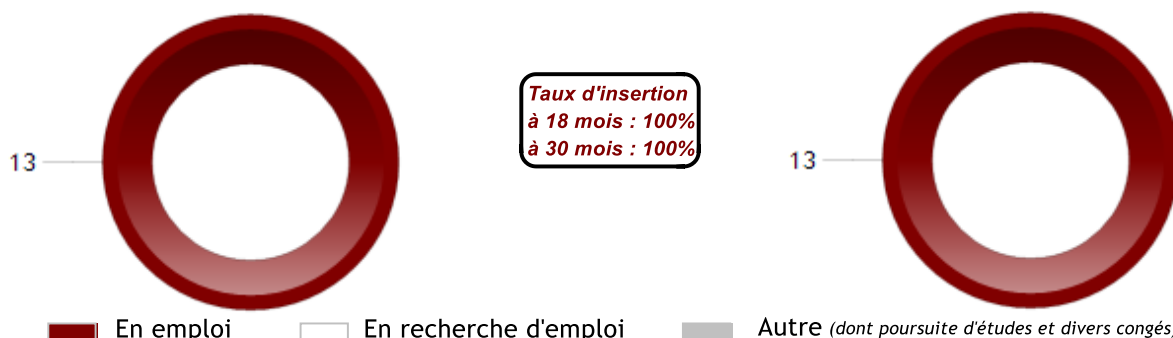 Taux d'insertion
à 18 mois : 100%
à 30 mois : 100%
13
13
En emploi
En recherche d'emploi
Autre (dont poursuite d'études et divers congés)